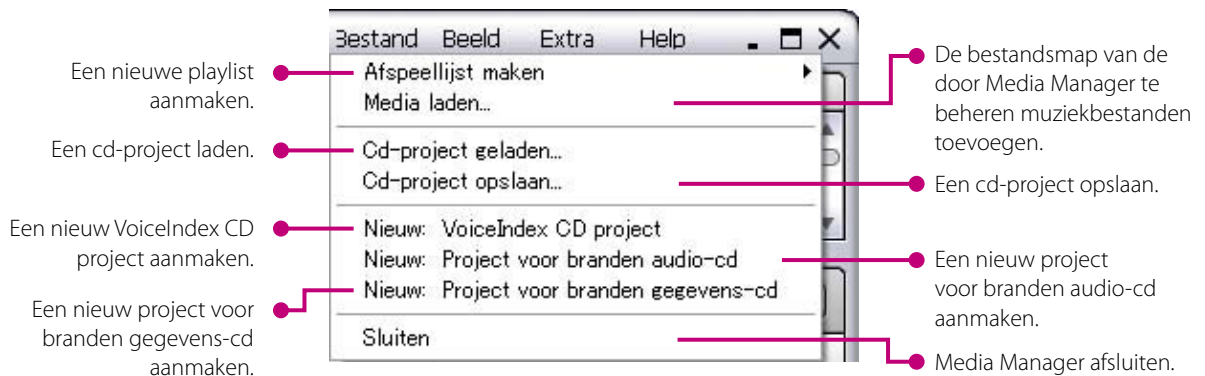 Bestand Beeld Extra Help
Afspeellijst maken
Media laden...
Cd-project geladen...
Cd-project opslaan...
Nieuw: VoiceIndex CD project
Nieuw: Project voor branden audio-cd
Nieuw: Project voor branden gegevens-cd
Sluiten
Een nieuwe playlist
aanmaken.
Een cd-project laden.
Een nieuw VoiceIndex CD
project aanmaken.
Een nieuw project voor
branden gegevens-cd
aanmaken.
De bestandsmap van de
door Media Manager te
beheren muziekbestanden
toevoegen.
Een cd-project opslaan.
Een nieuw project
voor branden audio-cd
aanmaken.
Media Manager afsluiten.